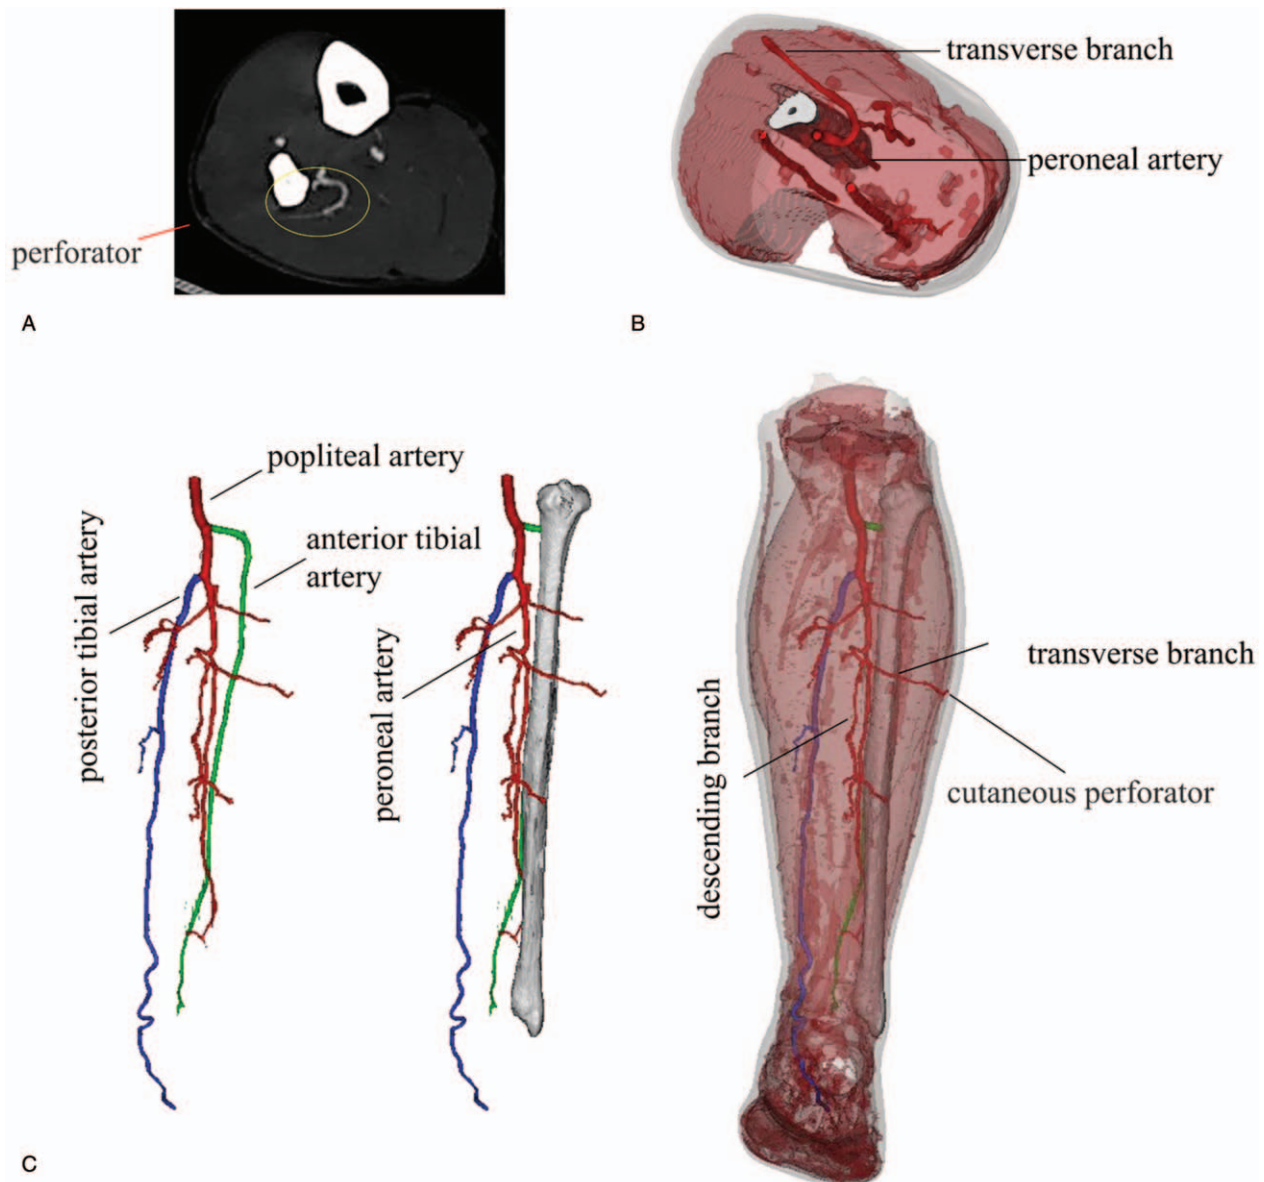 transverse branch
peroneal artery
perforator
A
B
popliteal artery
posterior tibial artery
anterior tibial
artery
peroneal artery
transverse branch
descending branch
cutaneous perforator
C